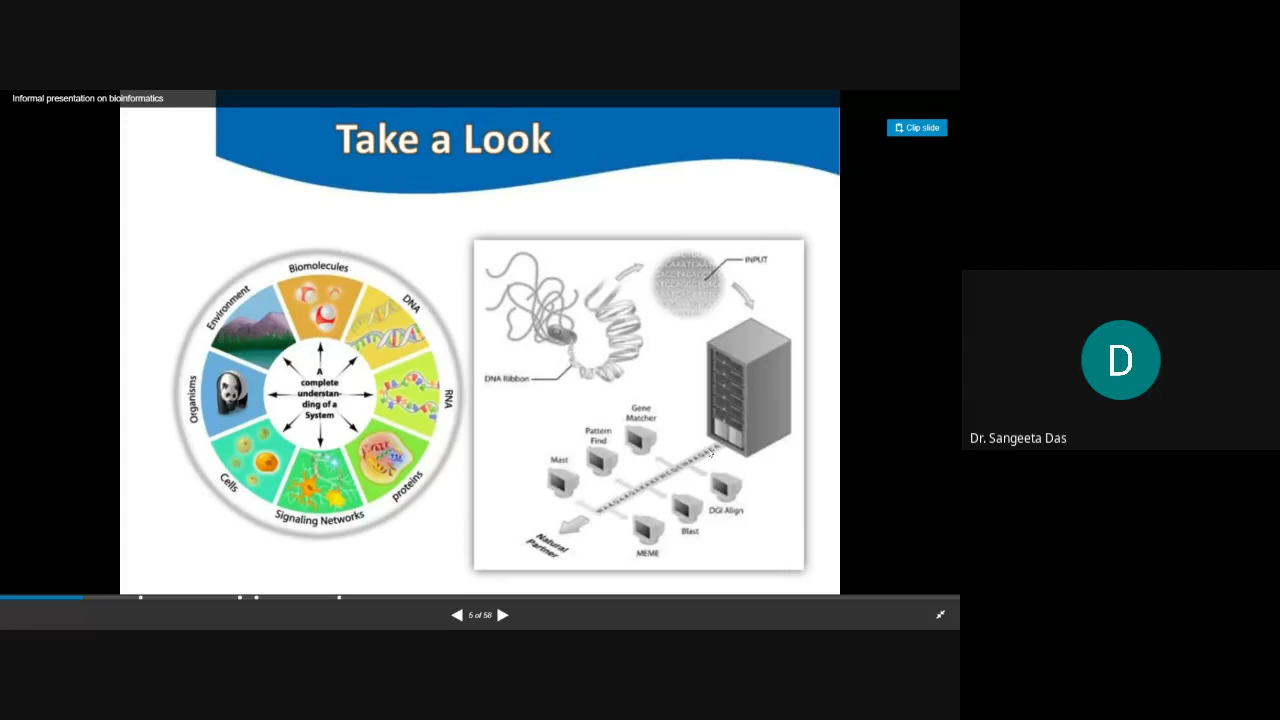 Informal presentation on bioinformatics
Take a Look
Clip slide
Biomolecules
DNA
RNA
proteins
Signaling Networks
Cells
Organisms
Environment
A
complete
understan-
ding of a
System
INPUT
DNA Ribbon
Gene
Matcher
Pattern
Find
Mast
DGI Align
Blast
MEME
Natural
Partner
5 of 58
D
Dr. Sangeeta Das